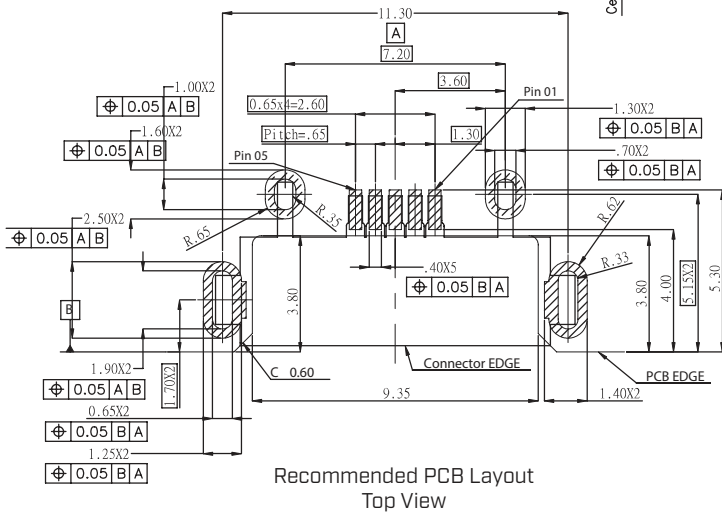 Ce
11.30
A
7.20
1.00X2
⌖ 0.05 A B
3.60
Pin 01
0.65x4=2.60
1.30X2
⌖ 0.05 B A
1.60X2
⌖ 0.05 A B
Pitch=.65
1.30
.70X2
⌖ 0.05 B A
Pin 05
2.50X2
⌖ 0.05 A B
R.65
R.35
R.62
R.33
.40X5
⌖ 0.05 B A
B
3.80
3.80
4.00
5.15X2
5.30
1.90X2
⌖ 0.05 A B
1.70X2
C 0.60
Connector EDGE
PCB EDGE
0.65X2
⌖ 0.05 B A
9.35
1.40X2
1.25X2
⌖ 0.05 B A
Recommended PCB Layout
Top View